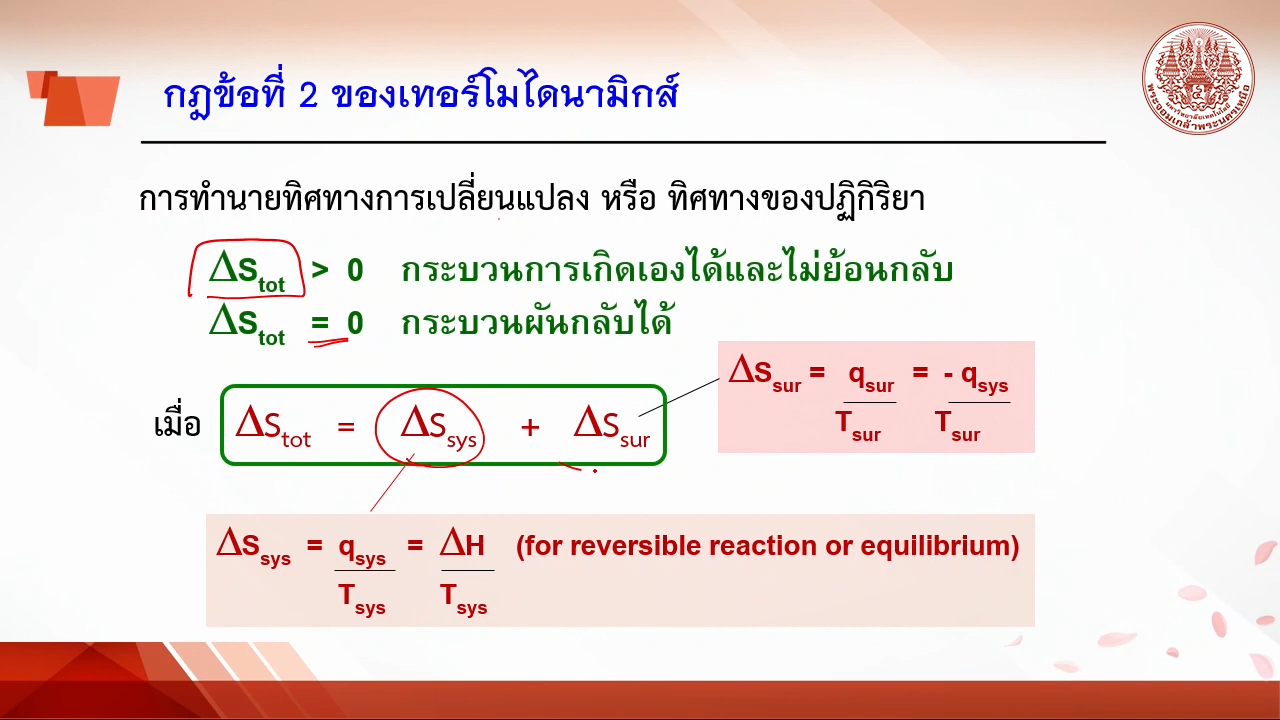 กฎข้อที่ 2 ของเทอร์โมไดนามิกส์
การทำนายทิศทางการเปลี่ยนแปลง หรือ ทิศทางของปฏิกิริยา
ΔStot > 0 กระบวนการเกิดเองได้และไม่ย้อนกลับ
ΔStot = 0 กระบวนผันกลับได้
เมื่อ ΔStot = ΔSsys + ΔSsur
ΔSsur = qsur = - qsys
Tsur Tsur
ΔSsys = qsys = ΔH (for reversible reaction or equilibrium)
Tsys Tsys